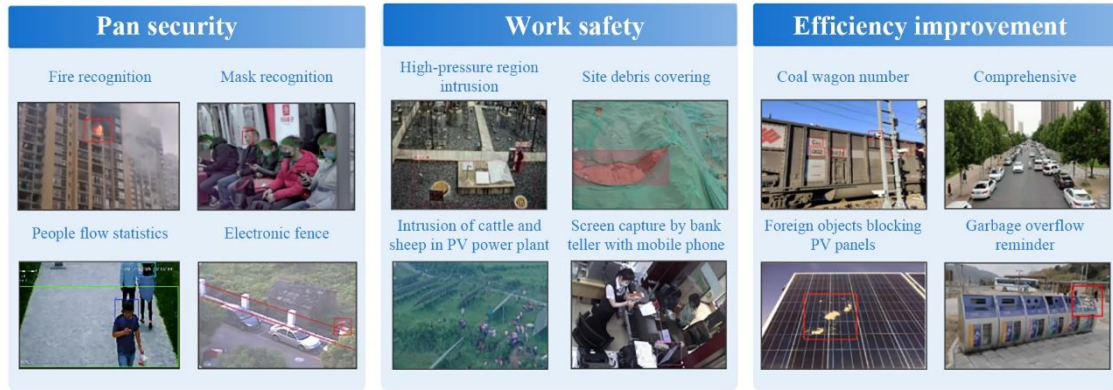 Pan security
Fire recognition
Mask recognition
People flow statistics
Electronic fence
Work safety
High-pressure region
intrusion
Site debris covering
Intrusion of cattle and
sheep in PV power plant
Screen capture by bank
teller with mobile phone
Efficiency improvement
Coal wagon number
Comprehensive
Foreign objects blocking
PV panels
Garbage overflow
reminder